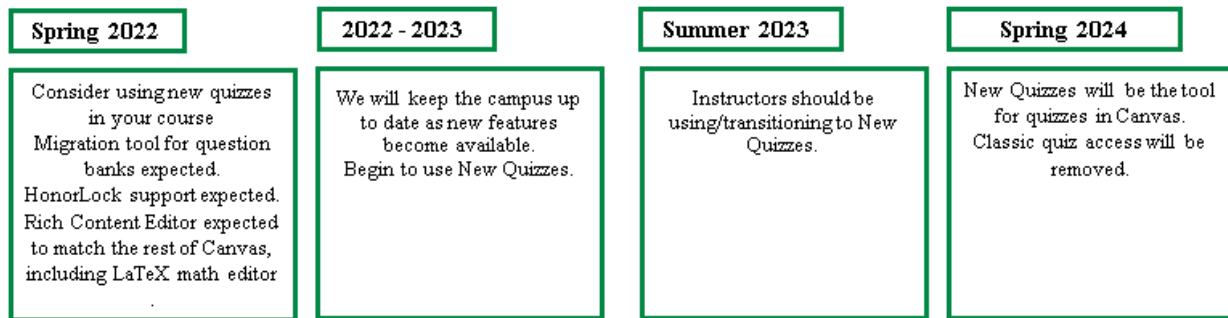 Spring 2022
Consider using new quizzes
in your course
Migration tool for question
banks expected.
HonorLock support expected.
Rich Content Editor expected
to match the rest of Canvas,
including LaTeX math editor
.
2022 - 2023
We will keep the campus up
to date as new features
become available.
Begin to use New Quizzes.
Summer 2023
Instructors should be
using/transitioning to New
Quizzes.
Spring 2024
New Quizzes will be the tool
for quizzes in Canvas.
Classic quiz access will be
removed.